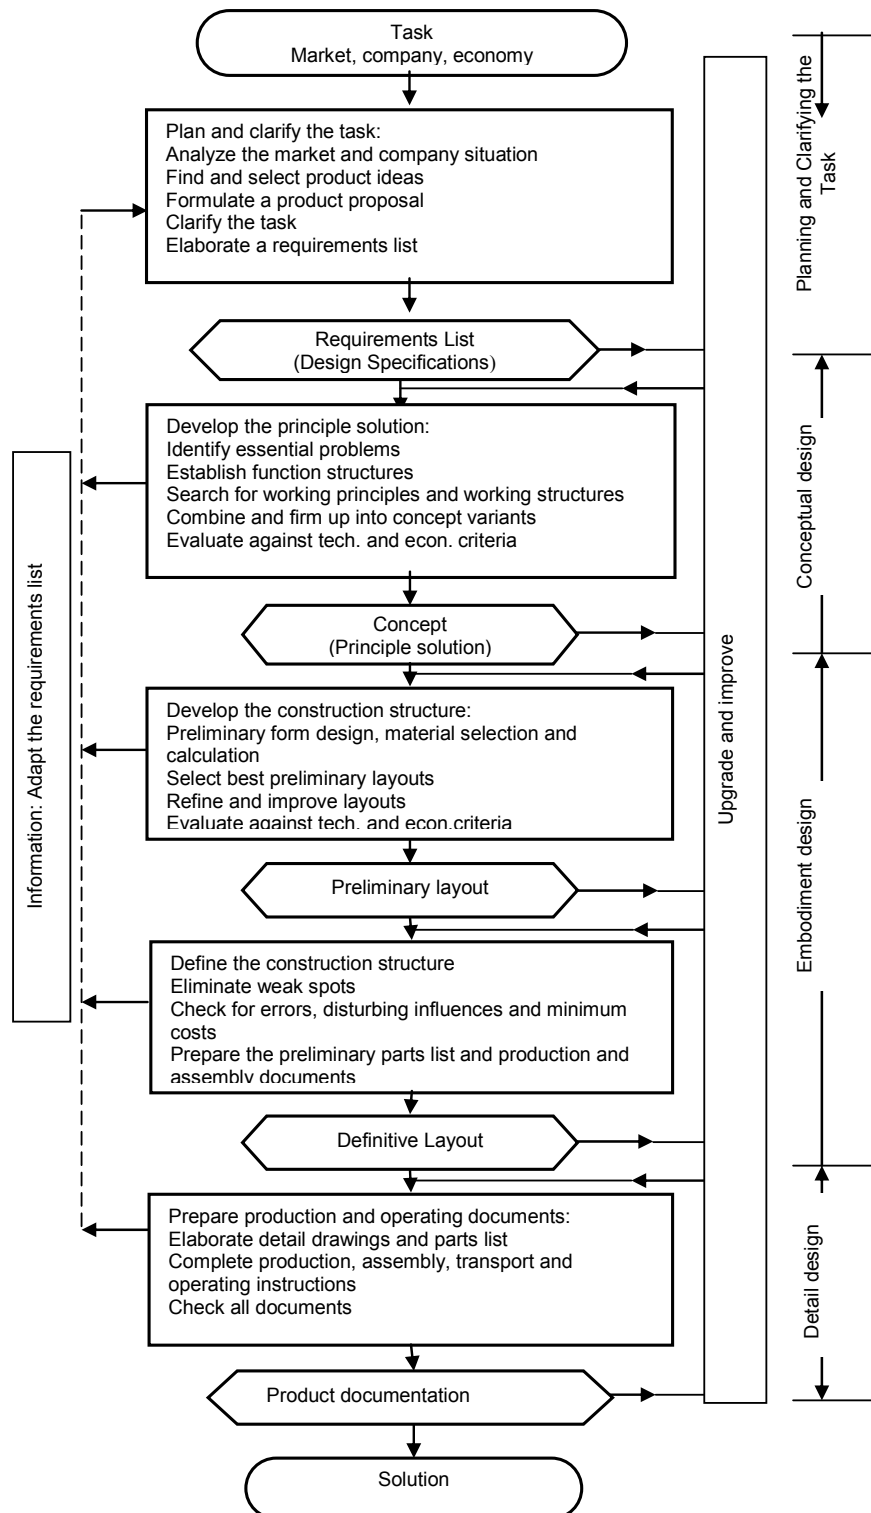 Task
Market, company, economy
Plan and clarify the task:
Analyze the market and company situation
Find and select product ideas
Formulate a product proposal
Clarify the task
Elaborate a requirements list
Requirements List
(Design Specifications)
Develop the principle solution:
Identify essential problems
Establish function structures
Search for working principles and working structures
Combine and firm up into concept variants
Evaluate against tech. and econ. criteria
Concept
(Principle solution)
Develop the construction structure:
Preliminary form design, material selection and
calculation
Select best preliminary layouts
Refine and improve layouts
Evaluate against tech. and econ.criteria
Preliminary layout
Define the construction structure
Eliminate weak spots
Check for errors, disturbing influences and minimum
costs
Prepare the preliminary parts list and production and
assembly documents
Definitive Layout
Prepare production and operating documents:
Elaborate detail drawings and parts list
Complete production, assembly, transport and
operating instructions
Check all documents
Product documentation
Solution
Information: Adapt the requirements list
Upgrade and improve
Planning and Clarifying the
Task
Conceptual design
Embodiment design
Detail design